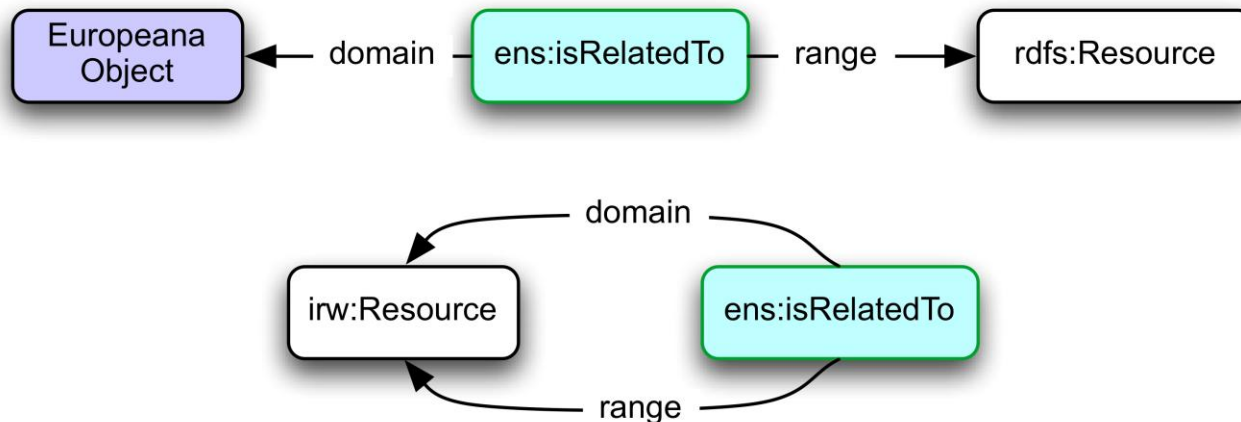 Europeana
Object
domain
ens:isRelatedTo
range
rdfs:Resource
domain
irw:Resource
ens:isRelatedTo
range